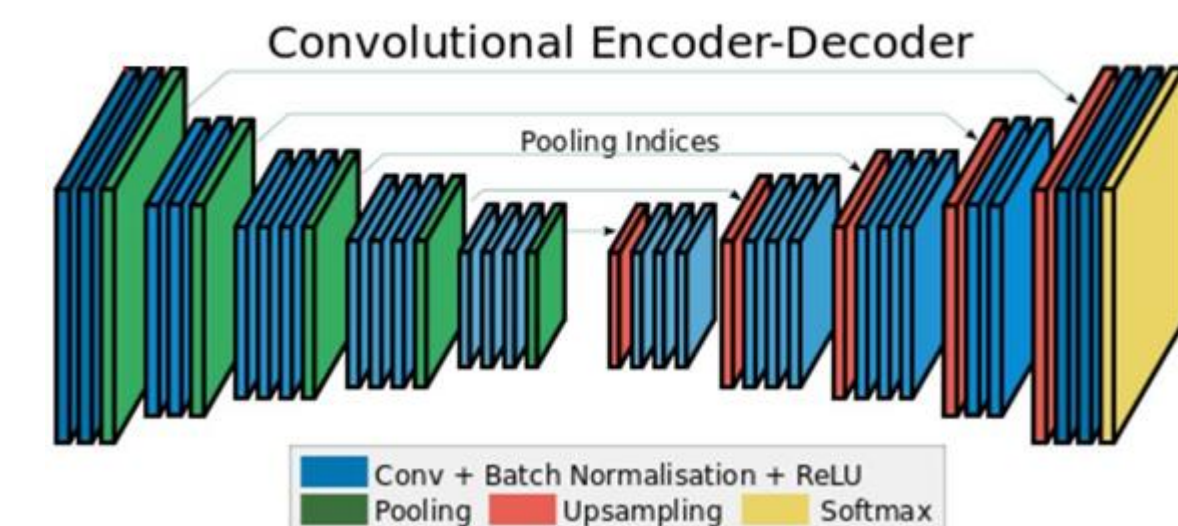 Convolutional Encoder-Decoder
Pooling Indices
Conv + Batch Normalisation + ReLU
Pooling Upsampling Softmax